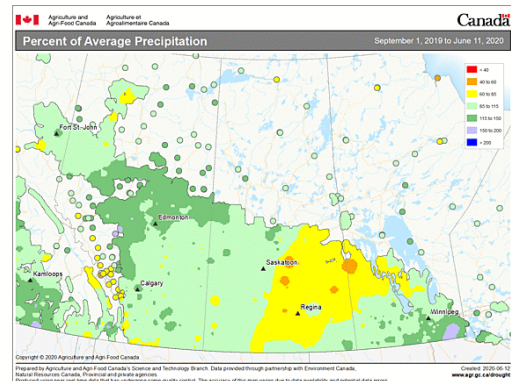 Agriculture and Agri-Food Canada
Agriculture et Agroalimentaire Canada
Canada
Percent of Average Precipitation
September 1, 2019 to June 11, 2020
< 40
40 to 60
60 to 85
85 to 115
115 to 150
150 to 200
> 200
Fort St. John
Edmonton
Saskatoon
Kamloops
Calgary
Regina
Winnipeg
Copyright © 2020 Agriculture and Agri-Food Canada
Prepared by Agriculture and Agri-Food Canada's Science and Technology Branch. Data provided through partnership with Environment Canada,
Natural Resources Canada, Provincial and private agencies
Created: 2020-06-12
www.agr.gc.ca/drought